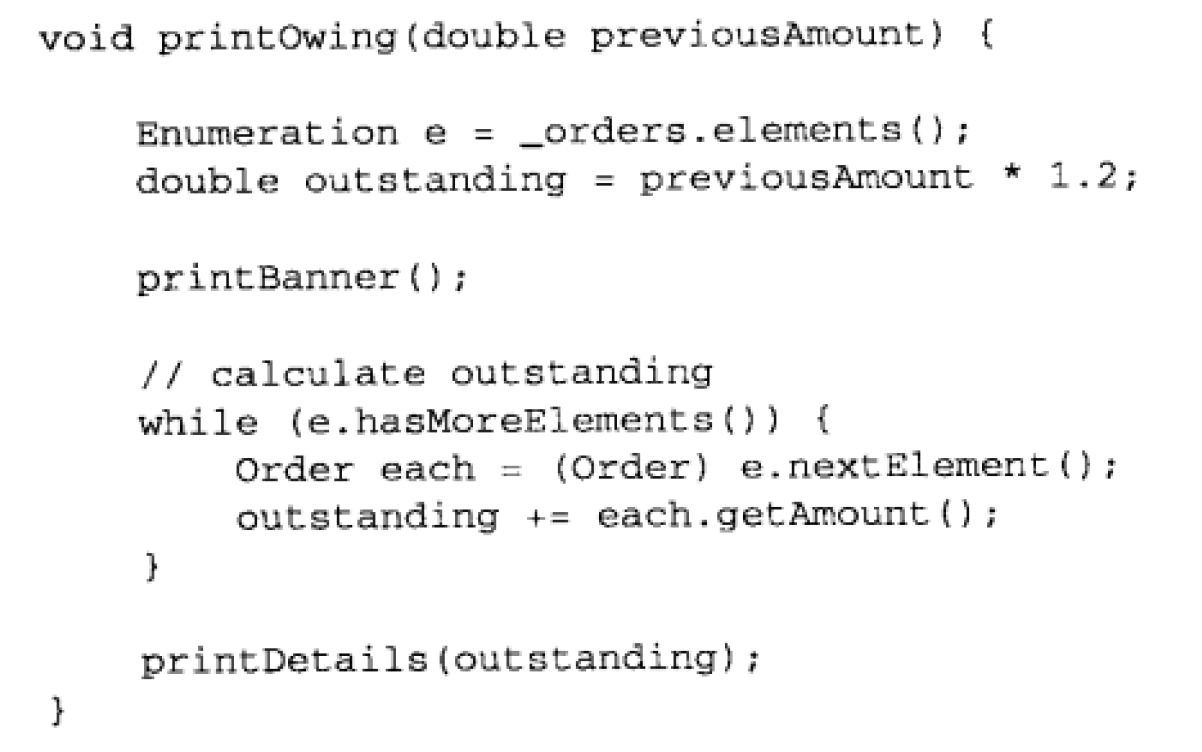 void printOwing(double previousAmount) {
Enumeration e = _orders.elements();
double outstanding = previousAmount * 1.2;
printBanner();
// calculate outstanding
while (e.hasMoreElements()) {
Order each = (Order) e.nextElement();
outstanding += each.getAmount();
}
printDetails(outstanding);
}